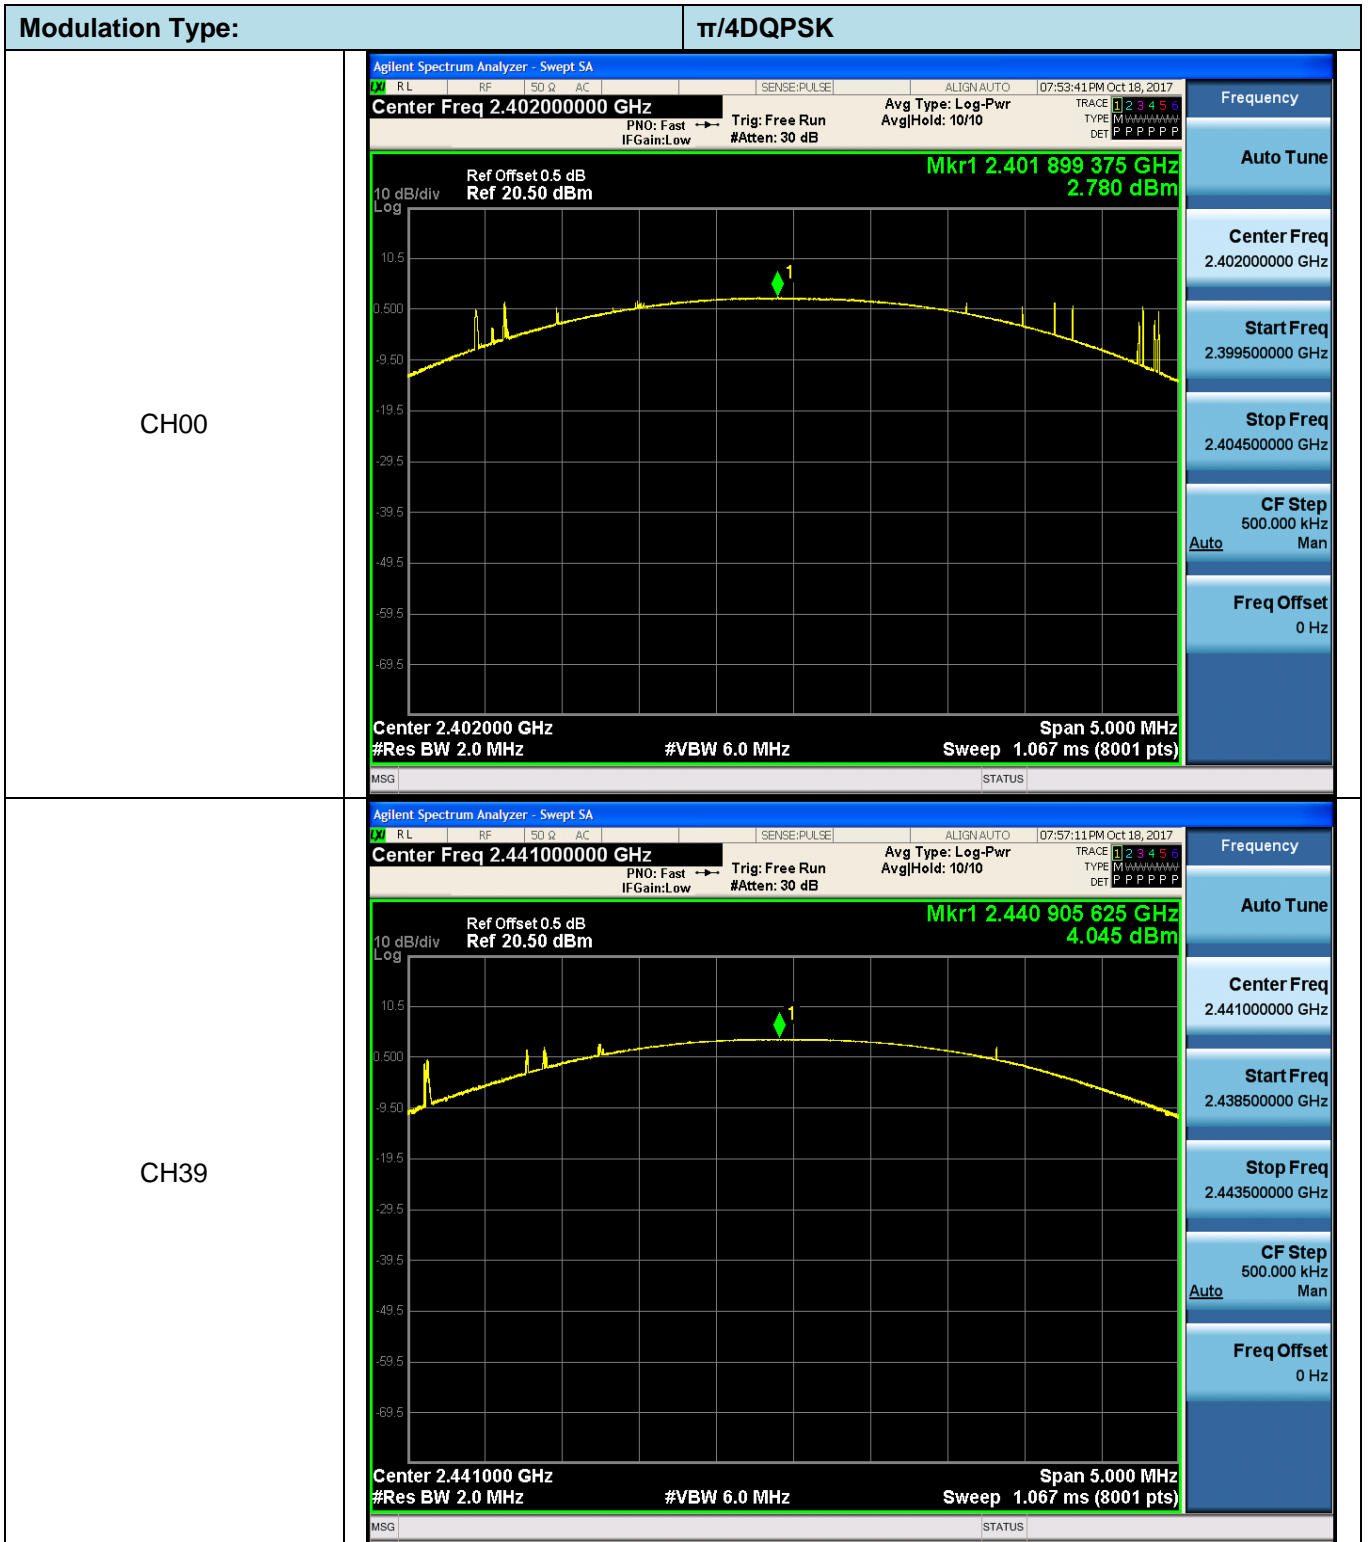 Modulation Type: π/4DQPSK
CH00
Agilent Spectrum Analyzer - Swept SA
LXI RL RF 50 Ω AC SENSE:PULSE ALIGN AUTO 07:53:41 PM Oct 18, 2017
Center Freq 2.402000000 GHz
PNO: Fast
IFGain:Low
Trig: Free Run
#Atten: 30 dB
Avg Type: Log-Pwr
Avg|Hold: 10/10
TRACE 1 2 3 4 5 6
TYPE M
DET P P P P P P
Mkr1 2.401 899 375 GHz
2.780 dBm
Ref Offset 0.5 dB
10 dB/div Ref 20.50 dBm
Log
1
10.5
0.500
-9.50
-19.5
-29.5
-39.5
-49.5
-59.5
-69.5
Center 2.402000 GHz Span 5.000 MHz
#Res BW 2.0 MHz #VBW 6.0 MHz Sweep 1.067 ms (8001 pts)
MSG STATUS
Frequency
Auto Tune
Center Freq
2.402000000 GHz
Start Freq
2.399500000 GHz
Stop Freq
2.404500000 GHz
CF Step
500.000 kHz
Auto Man
Freq Offset
0 Hz
CH39
Agilent Spectrum Analyzer - Swept SA
LXI RL RF 50 Ω AC SENSE:PULSE ALIGN AUTO 07:57:11 PM Oct 18, 2017
Center Freq 2.441000000 GHz
PNO: Fast
IFGain:Low
Trig: Free Run
#Atten: 30 dB
Avg Type: Log-Pwr
Avg|Hold: 10/10
TRACE 1 2 3 4 5 6
TYPE M
DET P P P P P P
Mkr1 2.440 905 625 GHz
4.045 dBm
Ref Offset 0.5 dB
10 dB/div Ref 20.50 dBm
Log
1
10.5
0.500
-9.50
-19.5
-29.5
-39.5
-49.5
-59.5
-69.5
Center 2.441000 GHz Span 5.000 MHz
#Res BW 2.0 MHz #VBW 6.0 MHz Sweep 1.067 ms (8001 pts)
MSG STATUS
Frequency
Auto Tune
Center Freq
2.441000000 GHz
Start Freq
2.438500000 GHz
Stop Freq
2.443500000 GHz
CF Step
500.000 kHz
Auto Man
Freq Offset
0 Hz